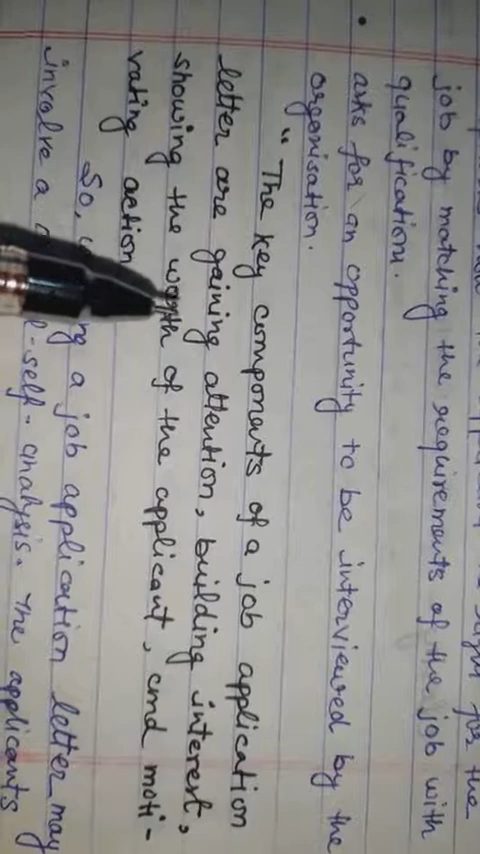 for the
job by matching the requirements of the job with
qualification.
• asks for an opportunity to be interviewed by the
organisation.
" The key components of a job application
letter are gaining attention, building interest,
showing the worth of the applicant, and moti-
vating action
So, a job application letter may
involve a self-analysis. The applicants